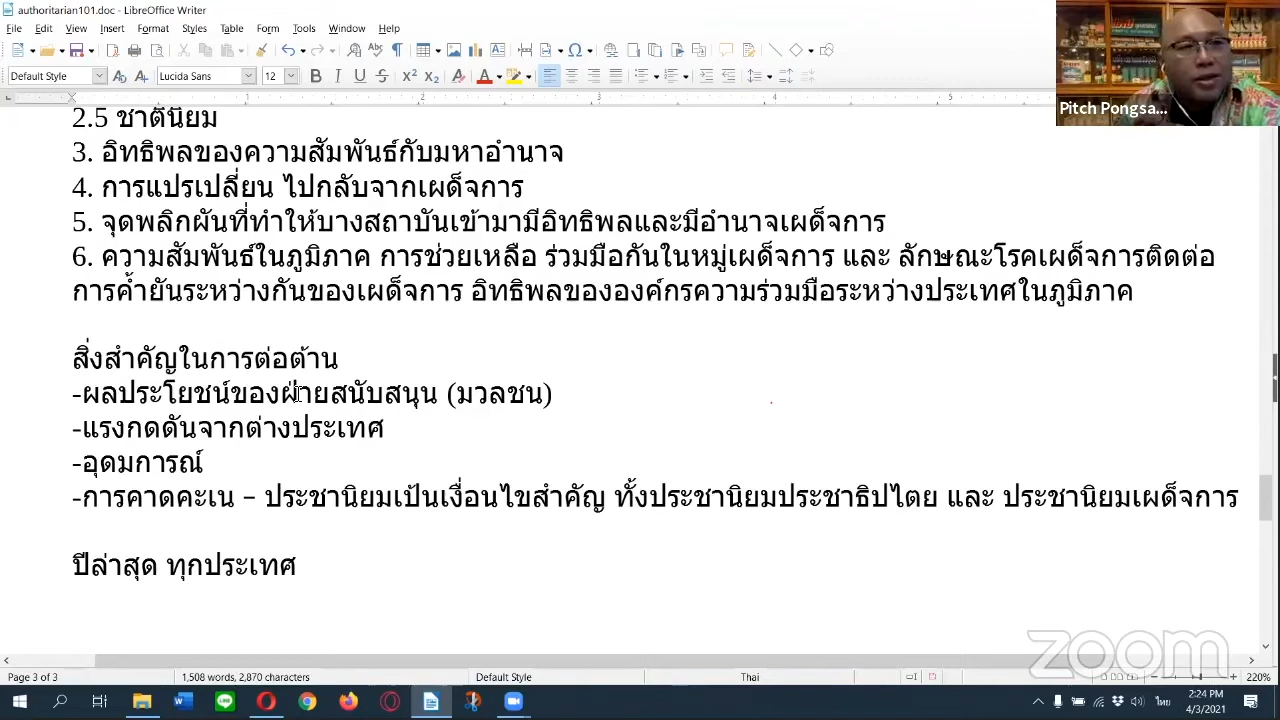 authoritarian101.doc - LibreOffice Writer
File Edit View Insert Format Styles Table Form Tools Window Help
Default Style Lucida Sans 12
1 2 3 4 5
Pitch Pongsa...
2.5 ชาตินิยม
3. อิทธิพลของความสัมพันธ์กับมหาอำนาจ
4. การแปรเปลี่ยน ไปกลับจากเผด็จการ
5. จุดพลิกผันที่ทำให้บางสถาบันเข้ามามีอิทธิพลและมีอำนาจเผด็จการ
6. ความสัมพันธ์ในภูมิภาค การช่วยเหลือ ร่วมมือกันในหมู่เผด็จการ และ ลักษณะโรคเผด็จการติดต่อ
การค้ำยันระหว่างกันของเผด็จการ อิทธิพลขององค์กรความร่วมมือระหว่างประเทศในภูมิภาค
สิ่งสำคัญในการต่อต้าน
-ผลประโยชน์ของฝ่ายสนับสนุน (มวลชน)
-แรงกดดันจากต่างประเทศ
-อุดมการณ์
-การคาดคะเน – ประชานิยมเป็นเงื่อนไขสำคัญ ทั้งประชานิยมประชาธิปไตย และ ประชานิยมเผด็จการ
ปีล่าสุด ทุกประเทศ
zoom
Page 3 of 3 1,508 words, 2,870 characters Default Style Thai 220%
ไทย 2:24 PM
4/3/2021